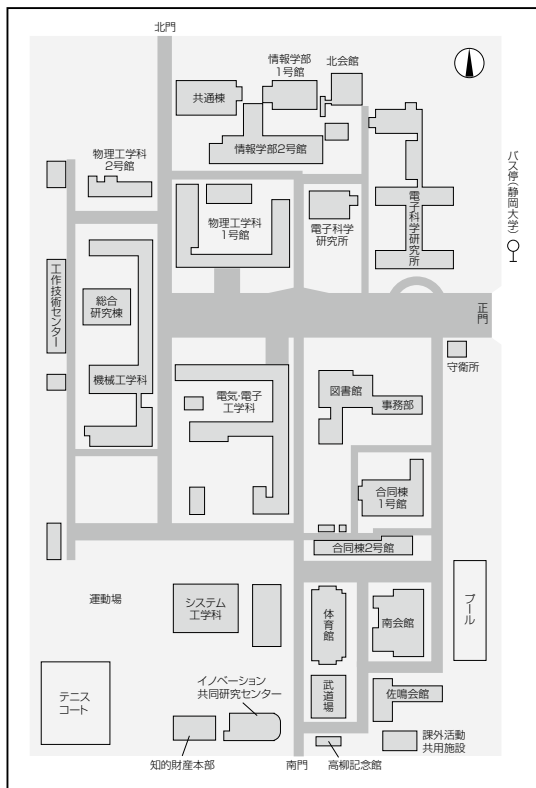 北門
情報学部
1号館
北会館
共通棟
情報学部2号館
物理工学科
2号館
バス停(静岡大学)
物理工学科
1号館
電子科学
研究所
電子科学研究所
工作技術センター
総合
研究棟
正門
守衛所
機械工学科
電気・電子
工学科
図書館
事務部
合同棟
1号館
合同棟2号館
運動場
システム
工学科
体育館
南会館
プール
テニス
コート
イノベーション
共同研究センター
武道場
佐鳴会館
知的財産本部
南門
高柳記念館
課外活動
共用施設